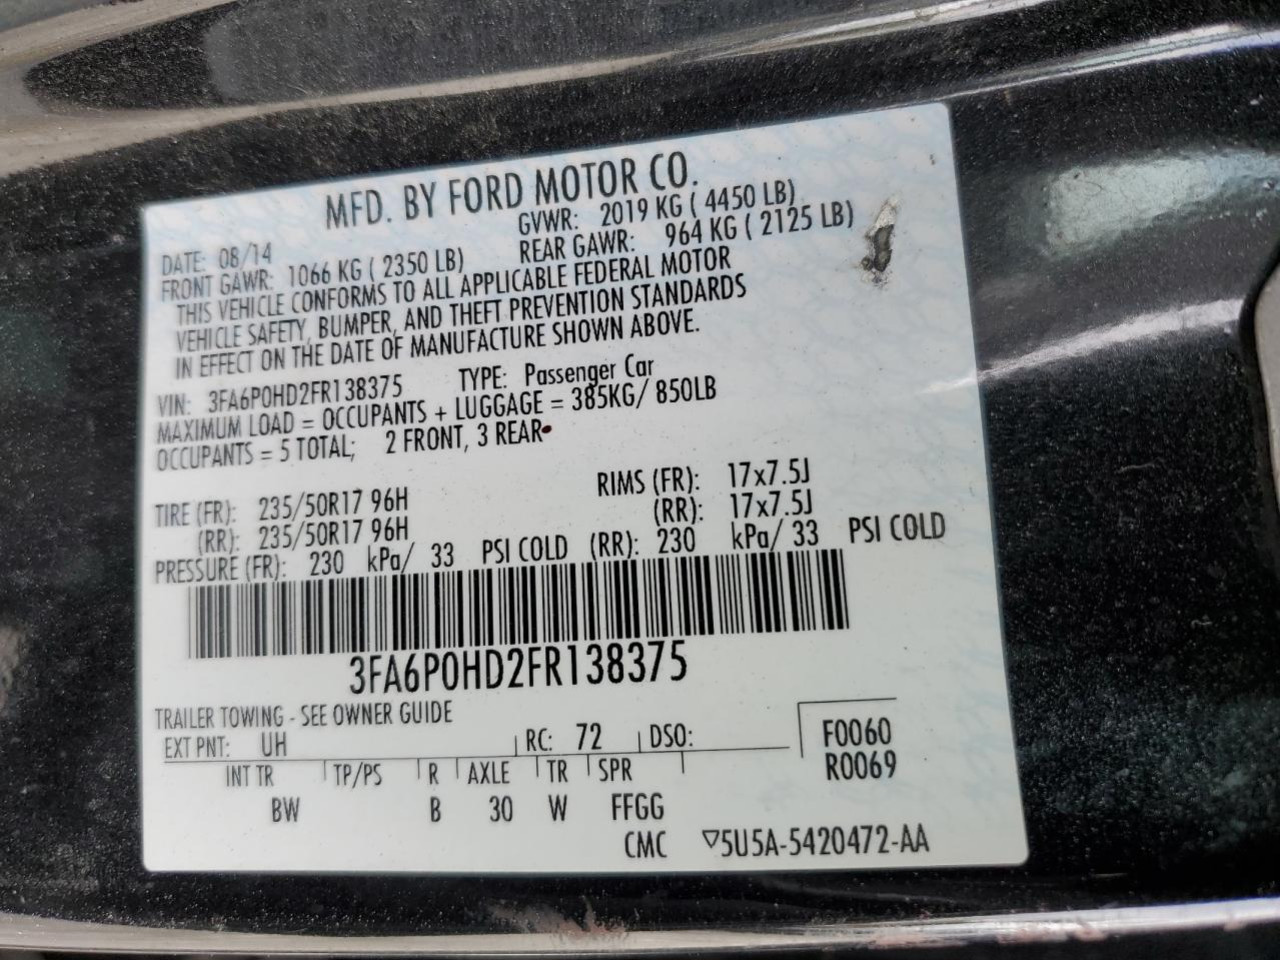 MFD. BY FORD MOTOR CO.
DATE: 08/14 GVWR: 2019 KG ( 4450 LB)
FRONT GAWR: 1066 KG ( 2350 LB) REAR GAWR: 964 KG ( 2125 LB)
THIS VEHICLE CONFORMS TO ALL APPLICABLE FEDERAL MOTOR
VEHICLE SAFETY, BUMPER, AND THEFT PREVENTION STANDARDS
IN EFFECT ON THE DATE OF MANUFACTURE SHOWN ABOVE.
VIN: 3FA6P0HD2FR138375 TYPE: Passenger Car
MAXIMUM LOAD = OCCUPANTS + LUGGAGE = 385KG/ 850LB
OCCUPANTS = 5 TOTAL; 2 FRONT, 3 REAR
TIRE (FR): 235/50R17 96H RIMS (FR): 17x7.5J
(RR): 235/50R17 96H (RR): 17x7.5J
PRESSURE (FR): 230 kPa/ 33 PSI COLD (RR): 230 kPa/ 33 PSI COLD
3FA6P0HD2FR138375
TRAILER TOWING - SEE OWNER GUIDE
EXT PNT: UH RC: 72 DSO: F0060
R0069
INT TR TP/PS R AXLE TR SPR
BW B 30 W FFGG
CMC ▽5U5A-5420472-AA